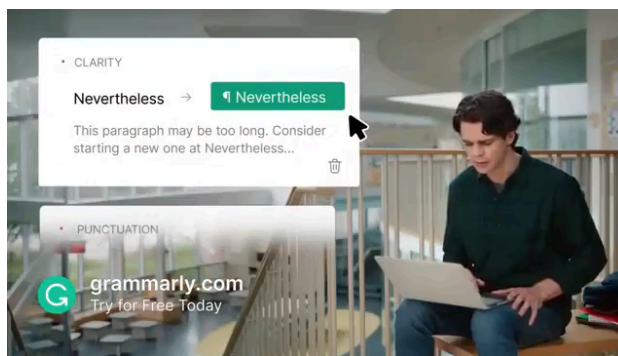 CLARITY
Nevertheless → ¶ Nevertheless
This paragraph may be too long. Consider
starting a new one at Nevertheless...
PUNCTUATION
G grammarly.com
Try for Free Today